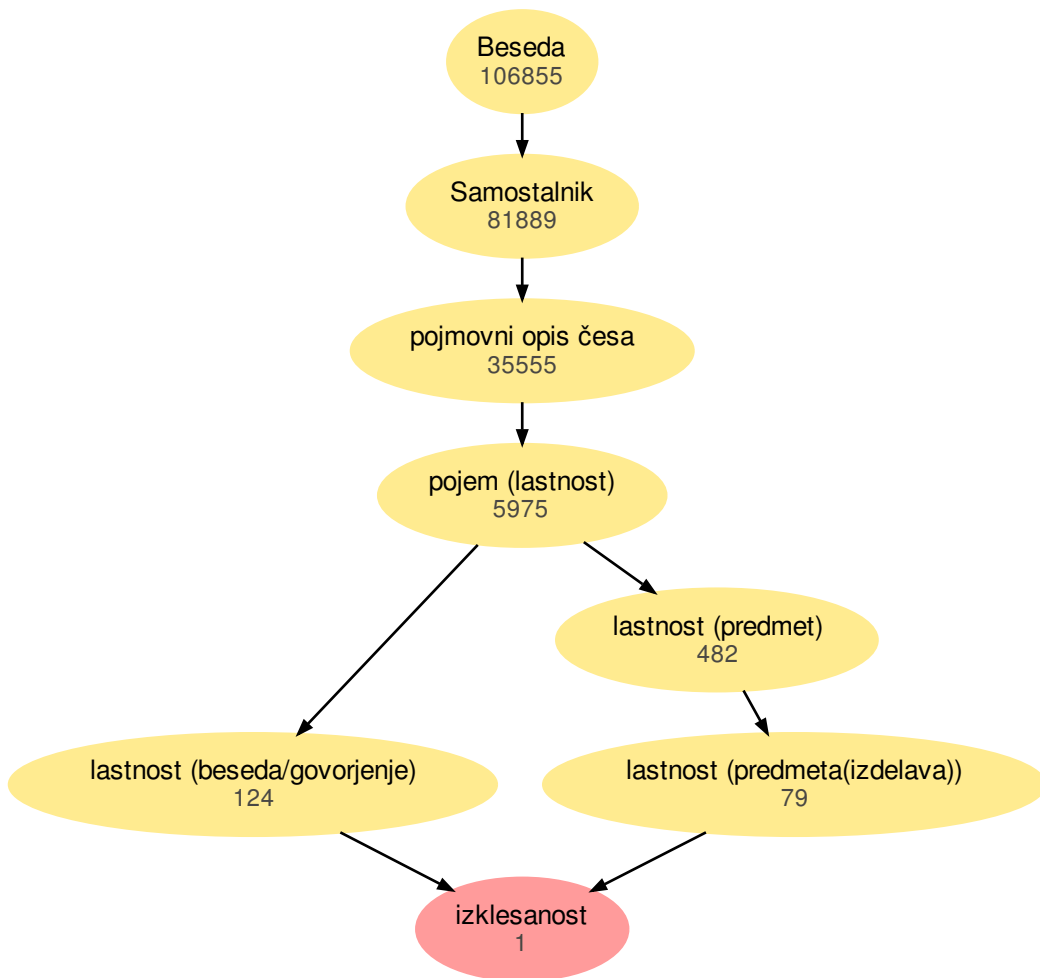 Beseda
106855
Samostalnik
81889
pojmovni opis česa
35555
pojem (lastnost)
5975
lastnost (predmet)
482
lastnost (beseda/govorjenje)
124
lastnost (predmeta(izdelava))
79
izklesanost
1